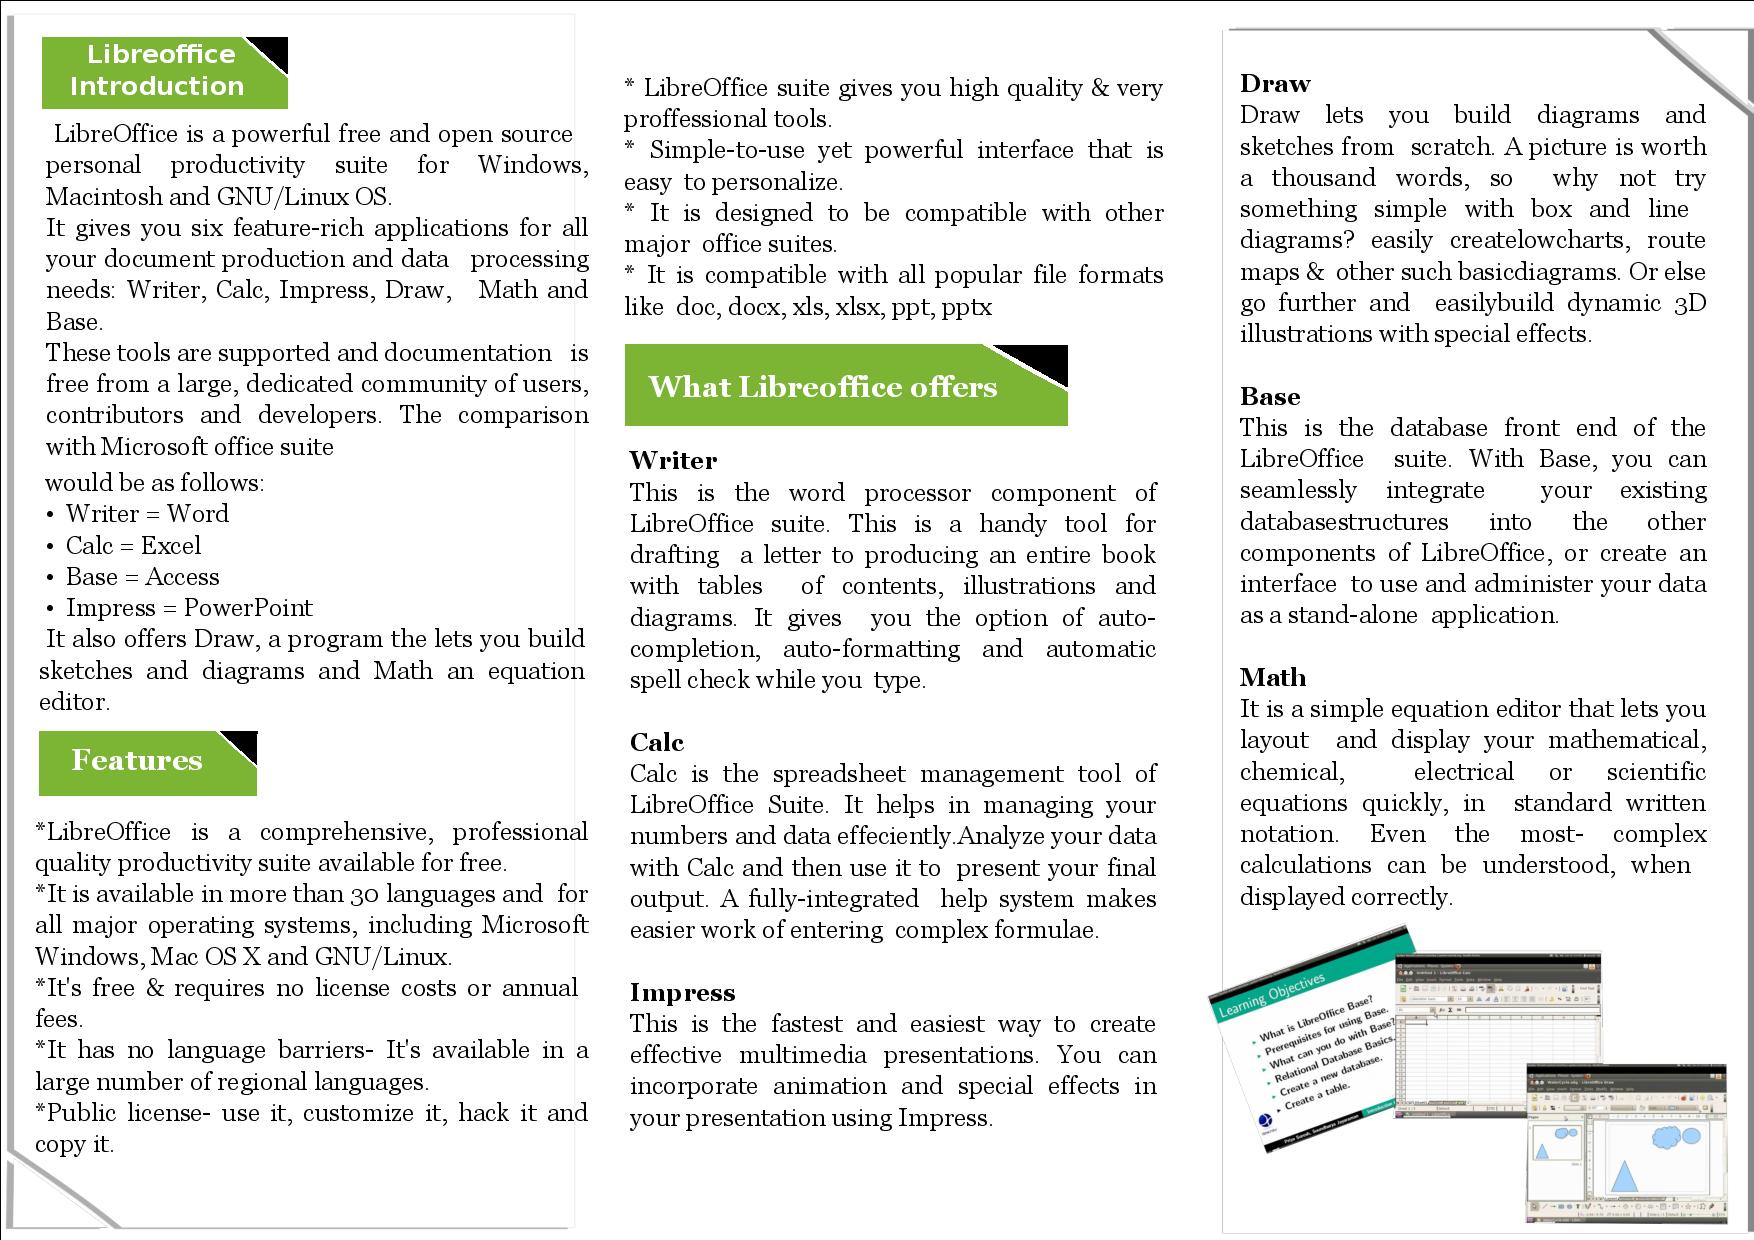 Libreoffice
Introduction
LibreOffice is a powerful free and open source
personal productivity suite for Windows,
Macintosh and GNU/Linux OS.
It gives you six feature-rich applications for all
your document production and data processing
needs: Writer, Calc, Impress, Draw, Math and
Base.
These tools are supported and documentation is
free from a large, dedicated community of users,
contributors and developers. The comparison
with Microsoft office suite
would be as follows:
• Writer = Word
• Calc = Excel
• Base = Access
• Impress = PowerPoint
It also offers Draw, a program the lets you build
sketches and diagrams and Math an equation
editor.
Features
*LibreOffice is a comprehensive, professional
quality productivity suite available for free.
*It is available in more than 30 languages and for
all major operating systems, including Microsoft
Windows, Mac OS X and GNU/Linux.
*It's free & requires no license costs or annual
fees.
*It has no language barriers- It's available in a
large number of regional languages.
*Public license- use it, customize it, hack it and
copy it.
* LibreOffice suite gives you high quality & very
proffessional tools.
* Simple-to-use yet powerful interface that is
easy to personalize.
* It is designed to be compatible with other
major office suites.
* It is compatible with all popular file formats
like doc, docx, xls, xlsx, ppt, pptx
What Libreoffice offers
Writer
This is the word processor component of
LibreOffice suite. This is a handy tool for
drafting a letter to producing an entire book
with tables of contents, illustrations and
diagrams. It gives you the option of auto-
completion, auto-formatting and automatic
spell check while you type.
Calc
Calc is the spreadsheet management tool of
LibreOffice Suite. It helps in managing your
numbers and data effeciently.Analyze your data
with Calc and then use it to present your final
output. A fully-integrated help system makes
easier work of entering complex formulae.
Impress
This is the fastest and easiest way to create
effective multimedia presentations. You can
incorporate animation and special effects in
your presentation using Impress.
Draw
Draw lets you build diagrams and
sketches from scratch. A picture is worth
a thousand words, so why not try
something simple with box and line
diagrams? easily createlowcharts, route
maps & other such basicdiagrams. Or else
go further and easilybuild dynamic 3D
illustrations with special effects.
Base
This is the database front end of the
LibreOffice suite. With Base, you can
seamlessly integrate your existing
databasestructures into the other
components of LibreOffice, or create an
interface to use and administer your data
as a stand-alone application.
Math
It is a simple equation editor that lets you
layout and display your mathematical,
chemical, electrical or scientific
equations quickly, in standard written
notation. Even the most- complex
calculations can be understood, when
displayed correctly.
Learning Objectives
What is LibreOffice Base?
Prerequisites for using Base.
What can you do with Base?
Relational Database Basics.
Create a new database.
Create a table.